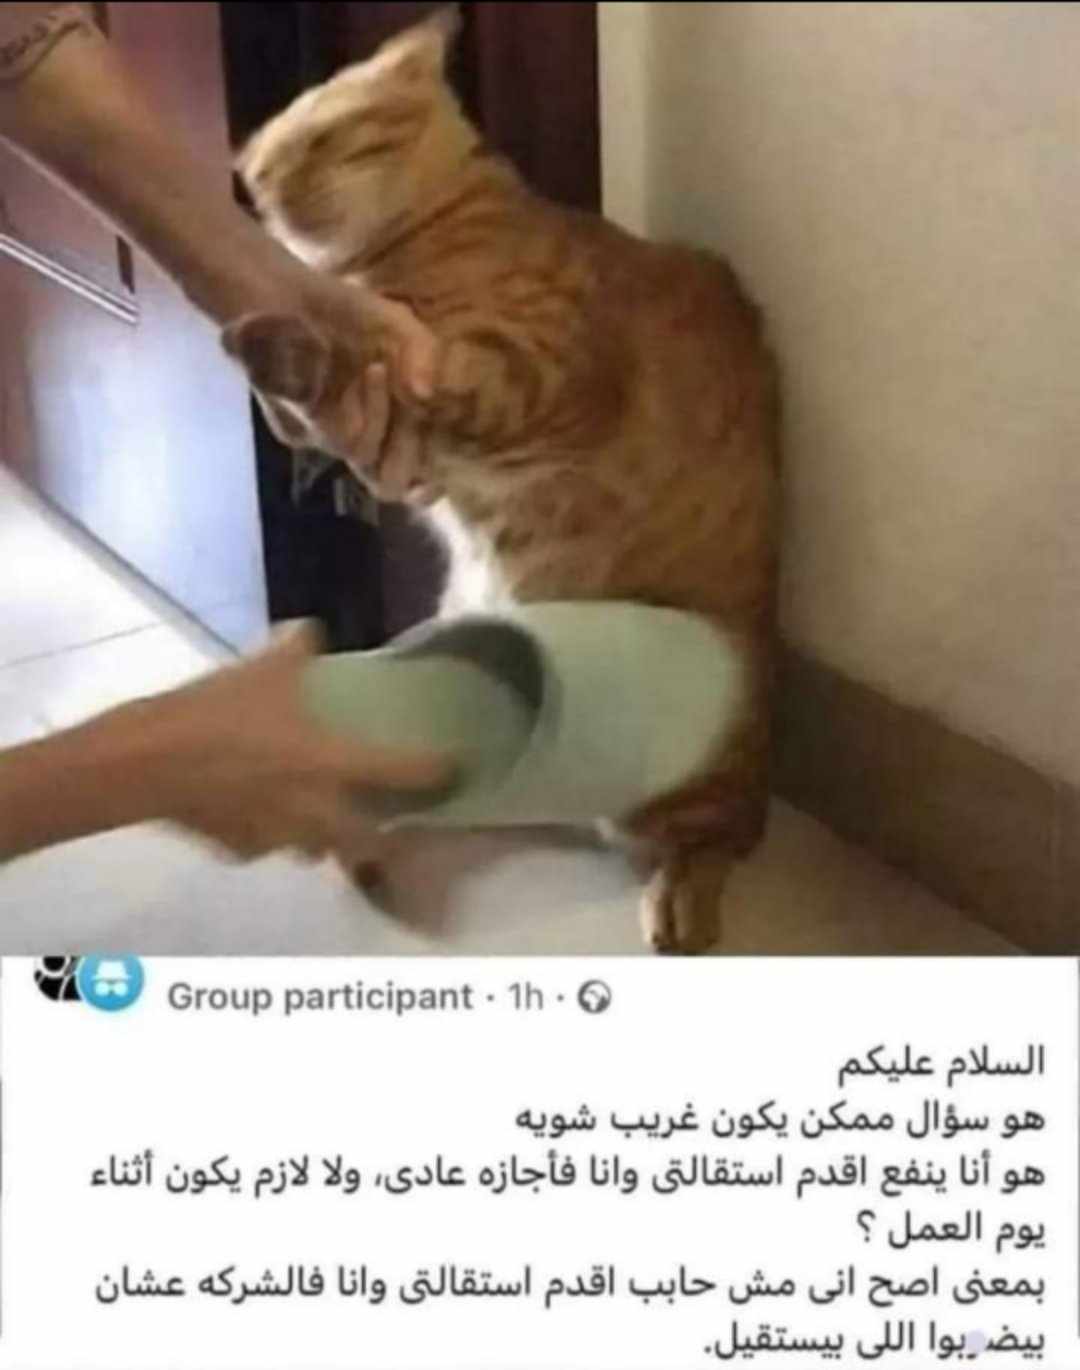 Group participant · 1h ·
السلام عليكم
هو سؤال ممكن يكون غريب شويه
هو أنا ينفع اقدم استقالتى وانا فأجازه عادى، ولا لازم يكون أثناء
يوم العمل ؟
بمعنى اصح انى مش حابب اقدم استقالتى وانا فالشركه عشان
بيضربوا اللى بيستقيل.